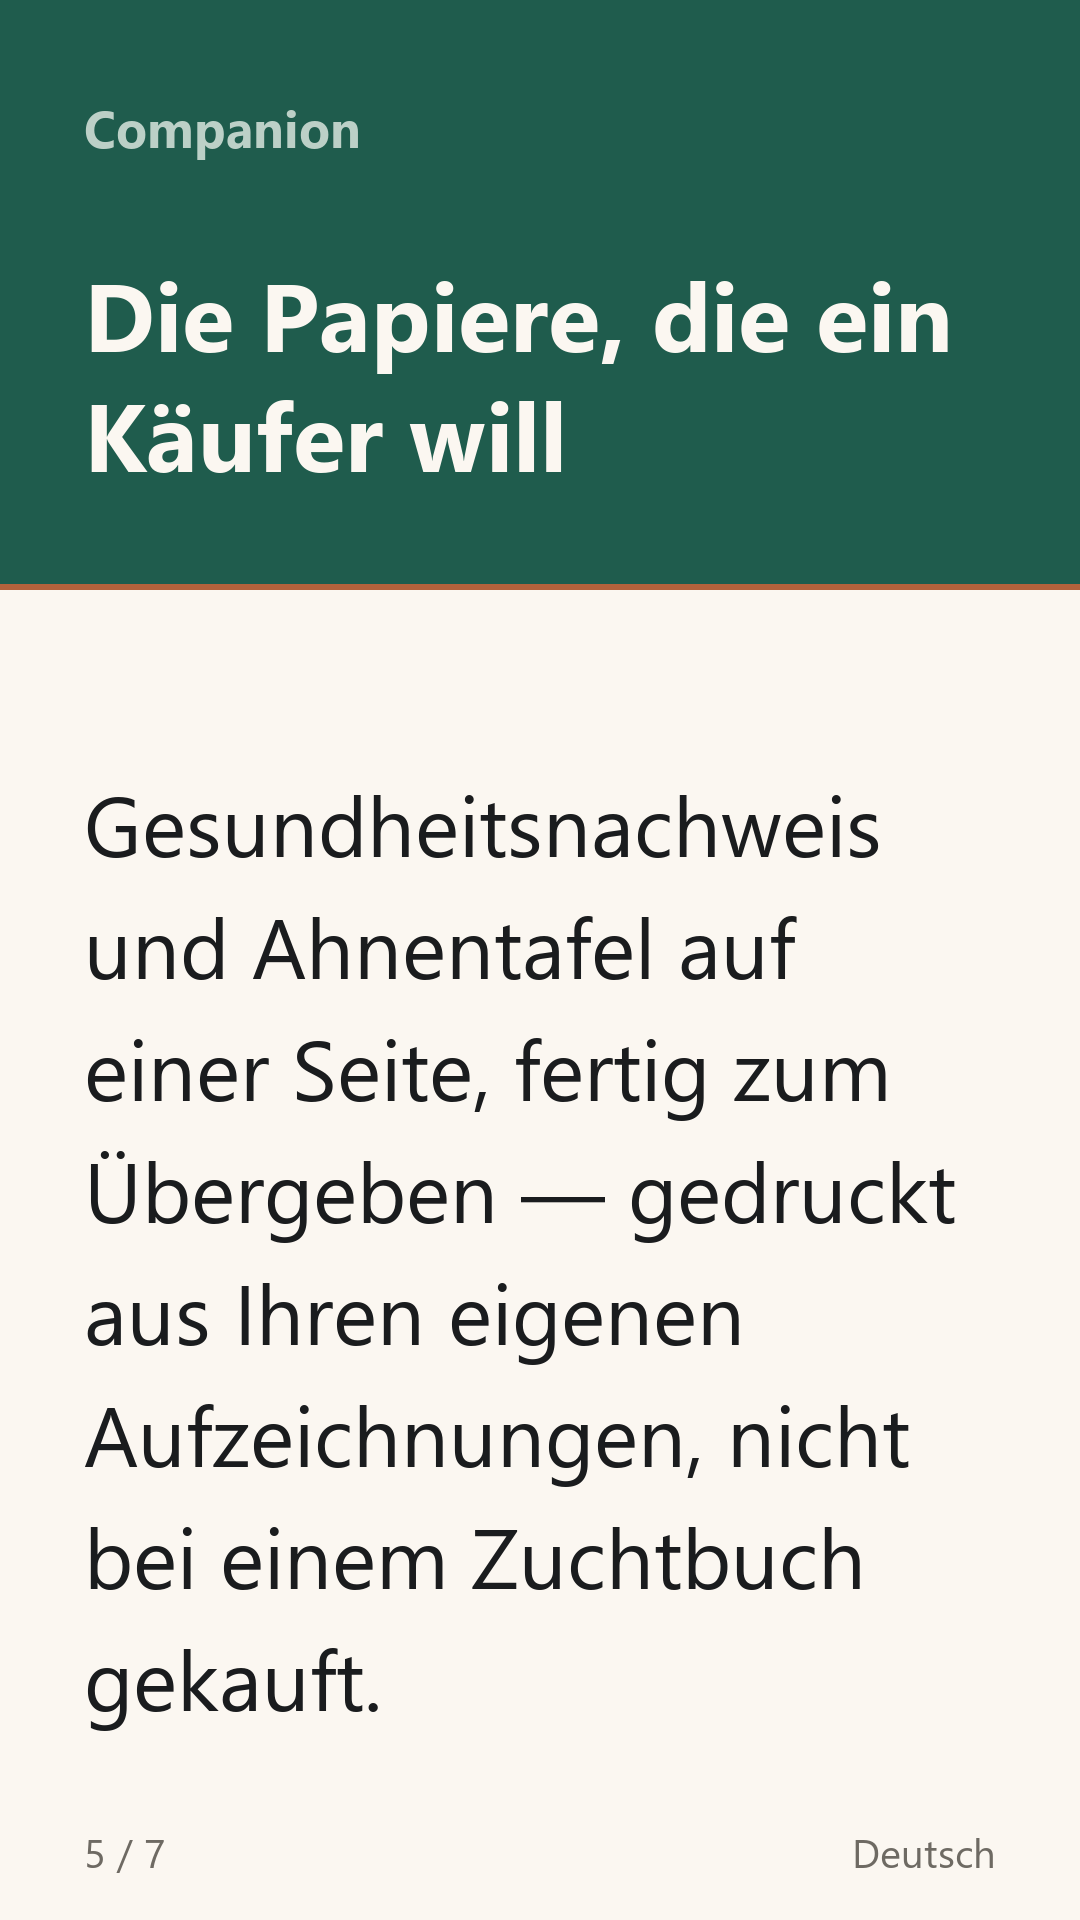 Companion
Die Papiere, die ein
Käufer will
Gesundheitsnachweis
und Ahnentafel auf
einer Seite, fertig zum
Übergeben — gedruckt
aus Ihren eigenen
Aufzeichnungen, nicht
bei einem Zuchtbuch
gekauft.
5 / 7
Deutsch